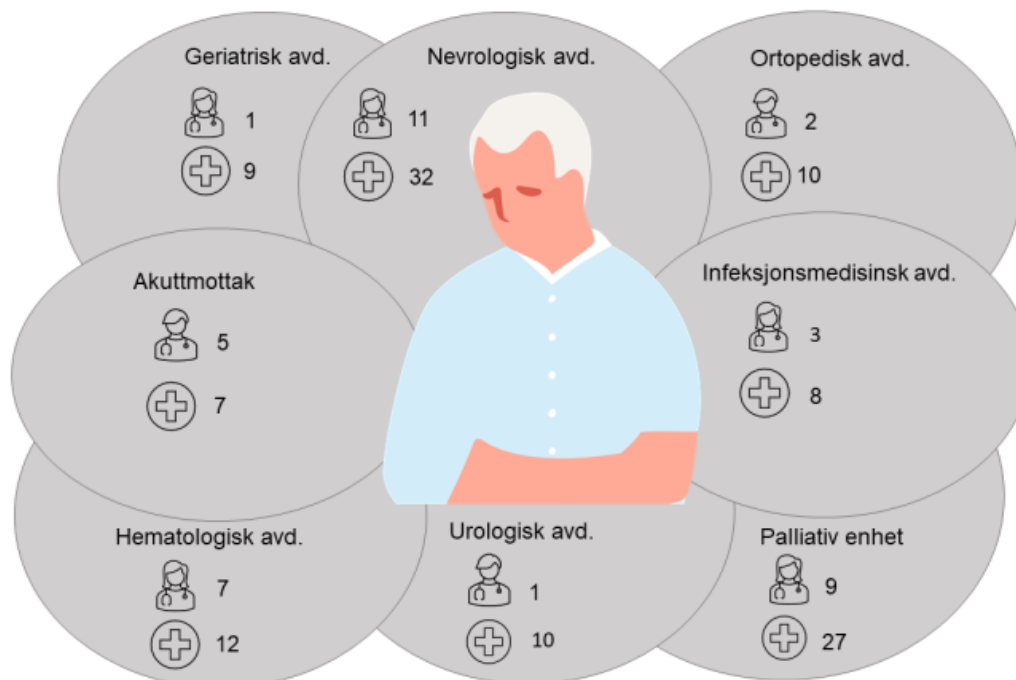 Geriatrisk avd.
1
9
Nevrologisk avd.
11
32
Ortopedisk avd.
2
10
Akuttmottak
5
7
Infeksjonsmedisinsk avd.
3
8
Hematologisk avd.
7
12
Urologisk avd.
1
10
Palliativ enhet
9
27